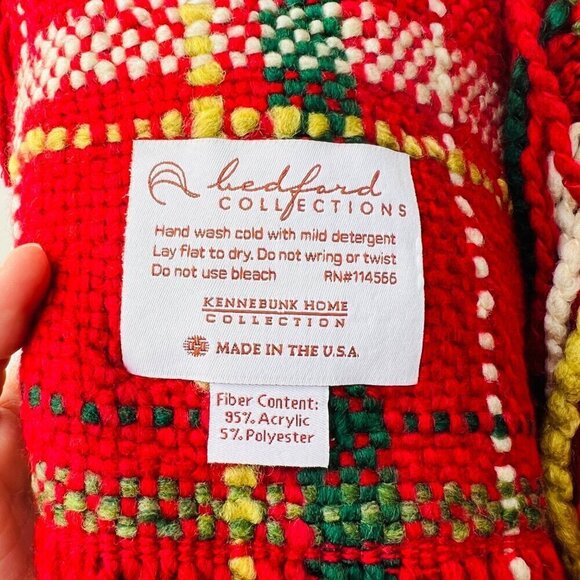 bedford
COLLECTIONS
Hand wash cold with mild detergent
Lay flat to dry. Do not wring or twist
Do not use bleach RN#114566
KENNEBUNK HOME
COLLECTION
MADE IN THE U.S.A.
Fiber Content:
95% Acrylic
5% Polyester